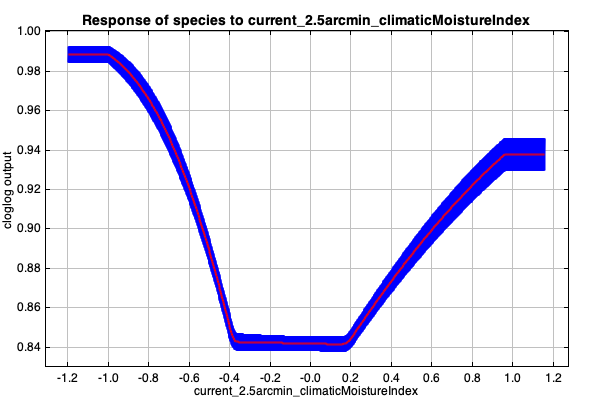 Response of species to current_2.5arcmin_climaticMoistureIndex
1.00
0.98
0.96
0.94
0.92
0.90
0.88
0.86
0.84
cloglog output
-1.2 -1.0 -0.8 -0.6 -0.4 -0.2 -0.0 0.2 0.4 0.6 0.8 1.0 1.2
current_2.5arcmin_climaticMoistureIndex